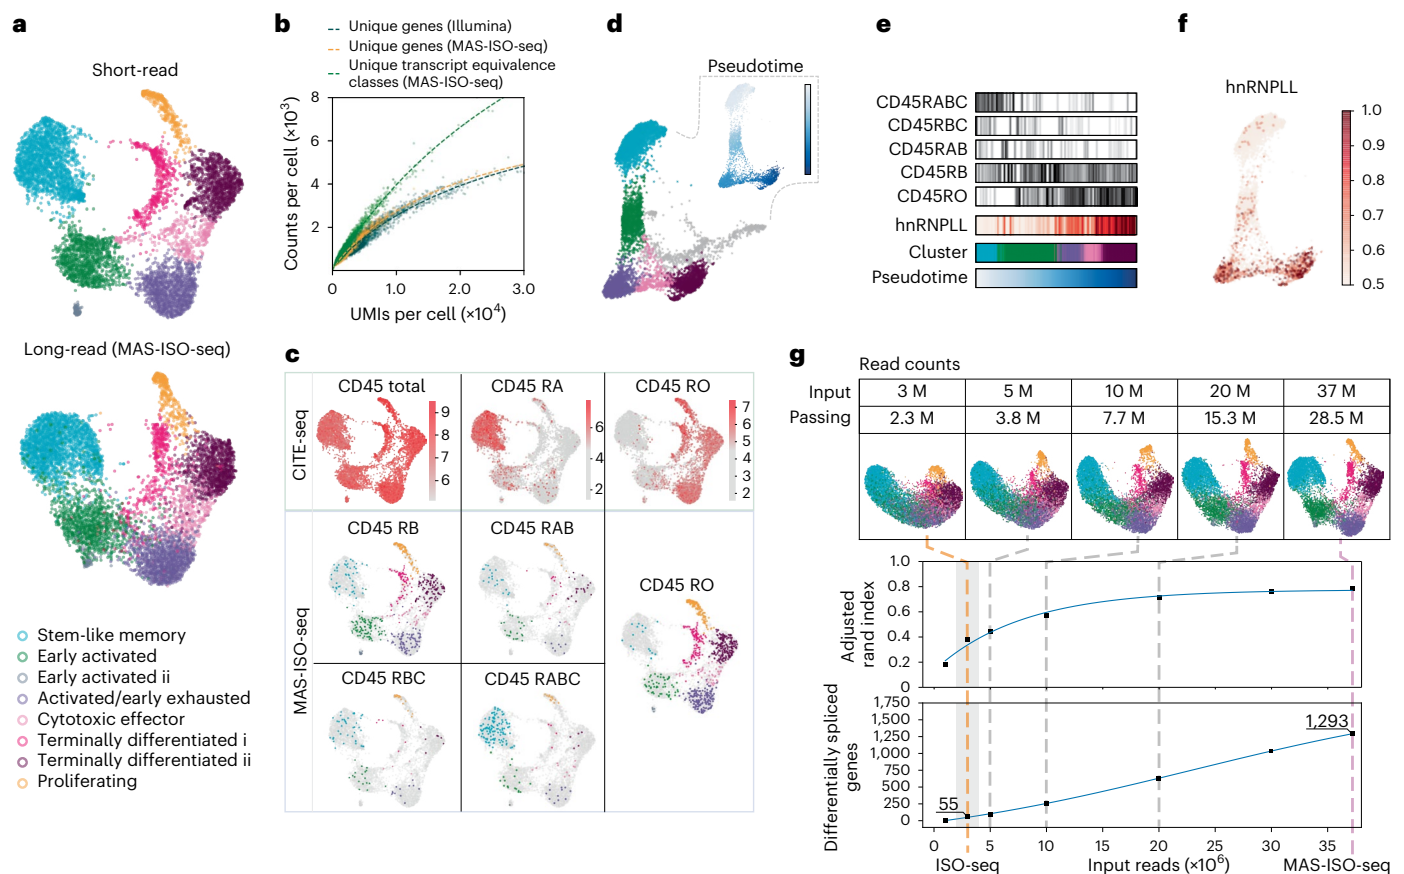 a
Short-read
Long-read (MAS-ISO-seq)
Stem-like memory
Early activated
Early activated ii
Activated/early exhausted
Cytotoxic effector
Terminally differentiated i
Terminally differentiated ii
Proliferating
b
Unique genes (Illumina)
Unique genes (MAS-ISO-seq)
Unique transcript equivalence
classes (MAS-ISO-seq)
Counts per cell (×10³)
8
6
4
2
0 1.0 2.0 3.0
UMIs per cell (×10⁴)
c
CITE-seq
CD45 total
9
8
7
6
CD45 RA
6
4
2
CD45 RO
7
6
5
4
3
2
MAS-ISO-seq
CD45 RB
CD45 RAB
CD45 RO
CD45 RBC
CD45 RABC
d
Pseudotime
e
CD45RABC
CD45RBC
CD45RAB
CD45RB
CD45RO
hnRNPLL
Cluster
Pseudotime
f
hnRNPLL
1.0
0.9
0.8
0.7
0.6
0.5
g
Read counts
Input 3 M 5 M 10 M 20 M 37 M
Passing 2.3 M 3.8 M 7.7 M 15.3 M 28.5 M
Adjusted
rand index
1.0
0.8
0.6
0.4
0.2
0
Differentially spliced
genes
1,750
1,500
1,250
1,000
750
500
250
0
55
1,293
0 5 10 15 20 25 30 35
ISO-seq Input reads (×10⁶) MAS-ISO-seq